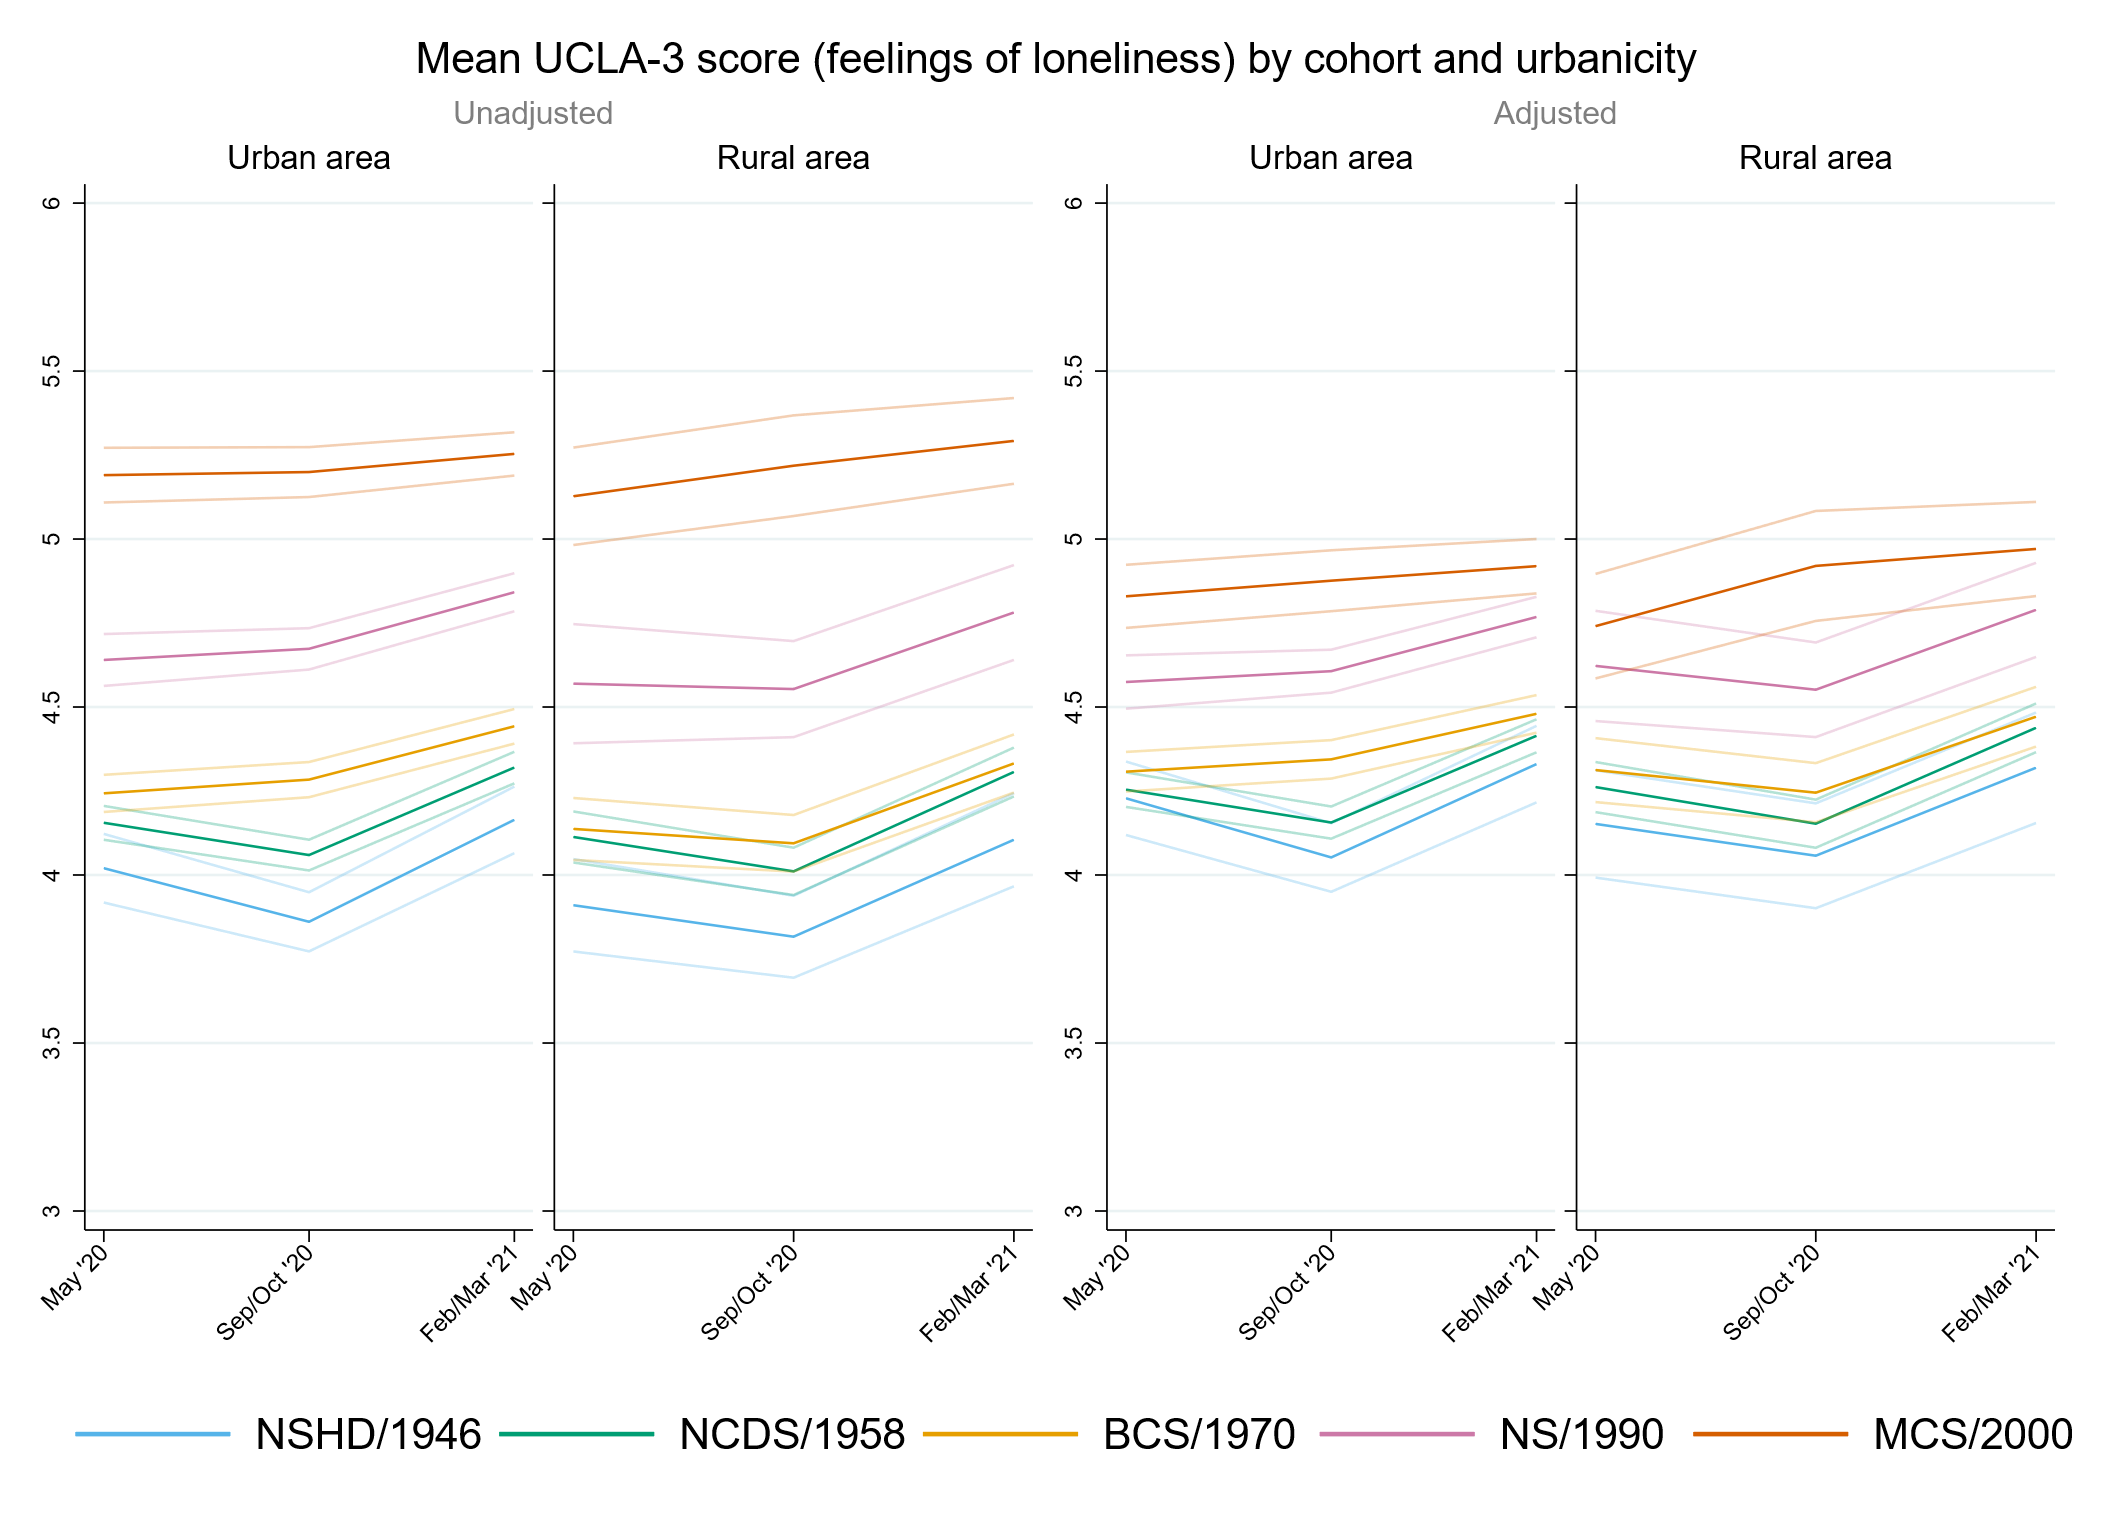 Mean UCLA-3 score (feelings of loneliness) by cohort and urbanicity
Unadjusted
Adjusted
Urban area
Rural area
Urban area
Rural area
6
5.5
5
4.5
4
3.5
3
6
5.5
5
4.5
4
3.5
3
May '20
Sep/Oct '20
Feb/Mar '21
May '20
Sep/Oct '20
Feb/Mar '21
May '20
Sep/Oct '20
Feb/Mar '21
May '20
Sep/Oct '20
Feb/Mar '21
NSHD/1946
NCDS/1958
BCS/1970
NS/1990
MCS/2000